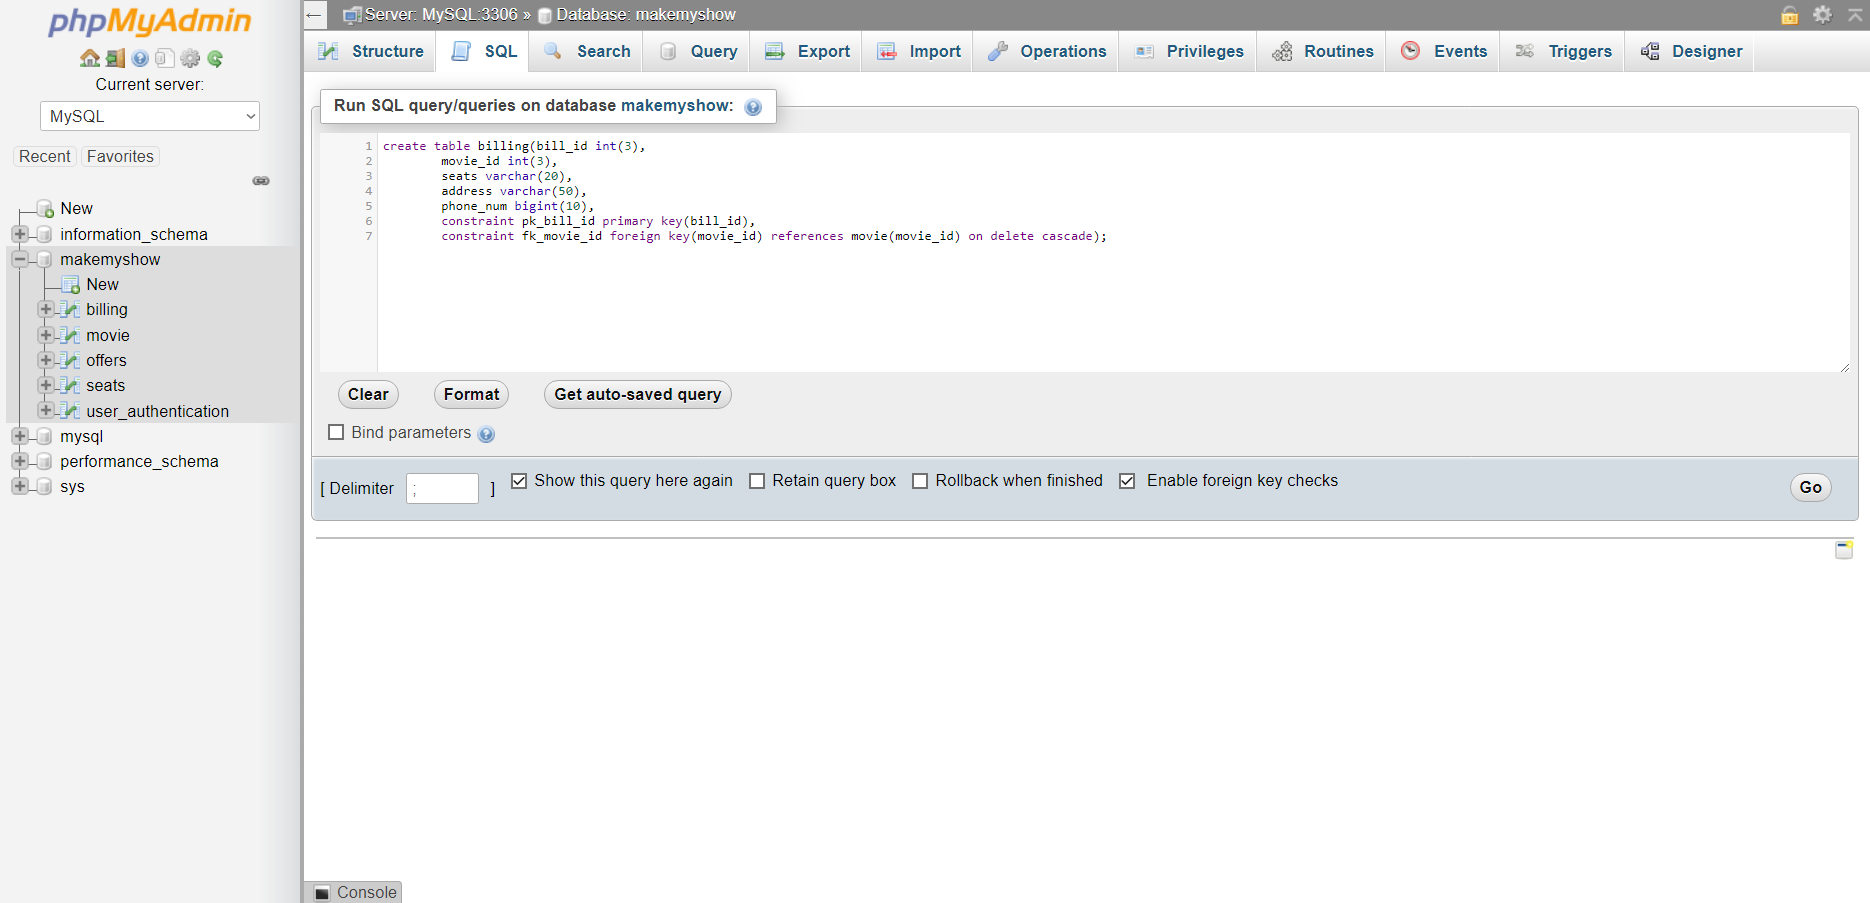 phpMyAdmin
Current server:
MySQL
Recent Favorites
New
information_schema
makemyshow
New
billing
movie
offers
seats
user_authentication
mysql
performance_schema
sys
Server: MySQL:3306 » Database: makemyshow
Structure SQL Search Query Export Import Operations Privileges Routines Events Triggers Designer
Run SQL query/queries on database makemyshow:
1 create table billing(bill_id int(3),
2 movie_id int(3),
3 seats varchar(20),
4 address varchar(50),
5 phone_num bigint(10),
6 constraint pk_bill_id primary key(bill_id),
7 constraint fk_movie_id foreign key(movie_id) references movie(movie_id) on delete cascade);
Clear Format Get auto-saved query
Bind parameters
[ Delimiter ; ] Show this query here again Retain query box Rollback when finished Enable foreign key checks Go
Console